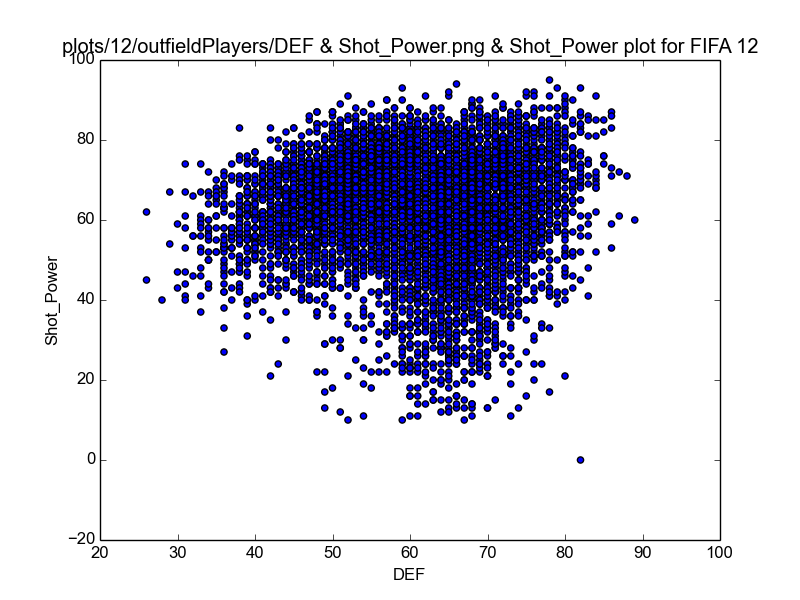 plots/12/outfieldPlayers/DEF & Shot_Power.png & Shot_Power plot for FIFA 12
100
80
60
40
20
0
−20
Shot_Power
20 30 40 50 60 70 80 90 100
DEF